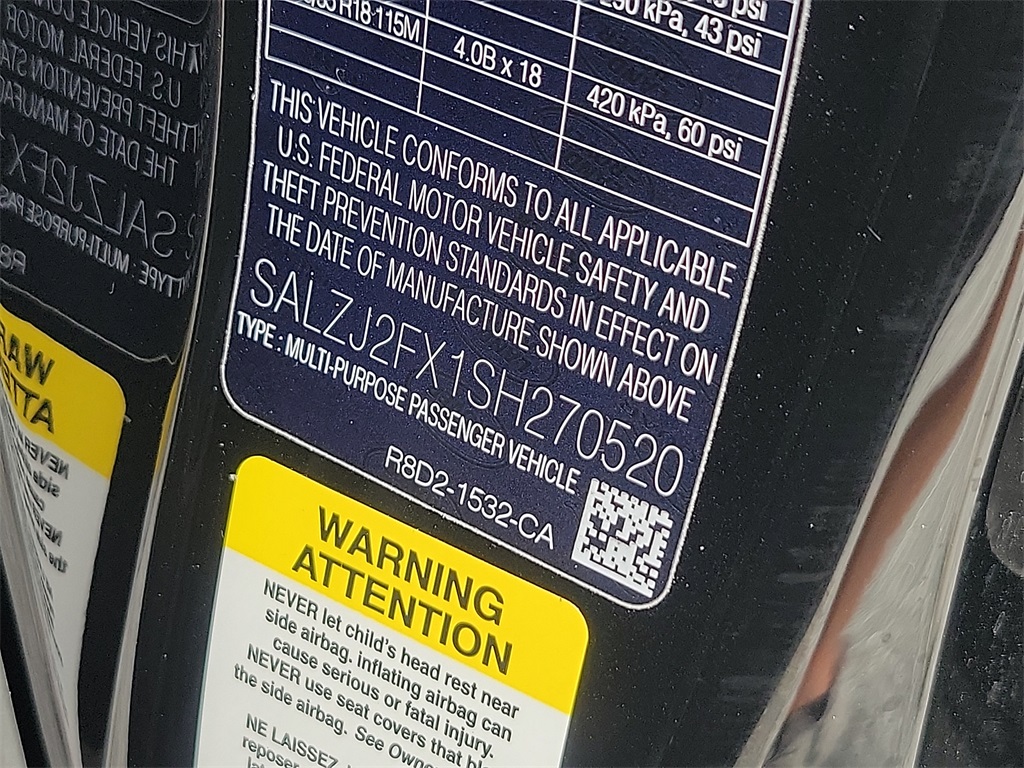 R18 115M
4.0B x 18
psi
kPa, 43 psi
420 kPa, 60 psi
THIS VEHICLE CONFORMS TO ALL APPLICABLE
U.S. FEDERAL MOTOR VEHICLE SAFETY AND
THEFT PREVENTION STANDARDS IN EFFECT ON
THE DATE OF MANUFACTURE SHOWN ABOVE
SALZJ2FX1SH270520
TYPE : MULTI-PURPOSE PASSENGER VEHICLE
R8D2-1532-CA
WARNING
ATTENTION
NEVER let child's head rest near
side airbag. inflating airbag can
cause serious or fatal injury.
NEVER use seat covers that
the side airbag. See
NE LAISSEZ